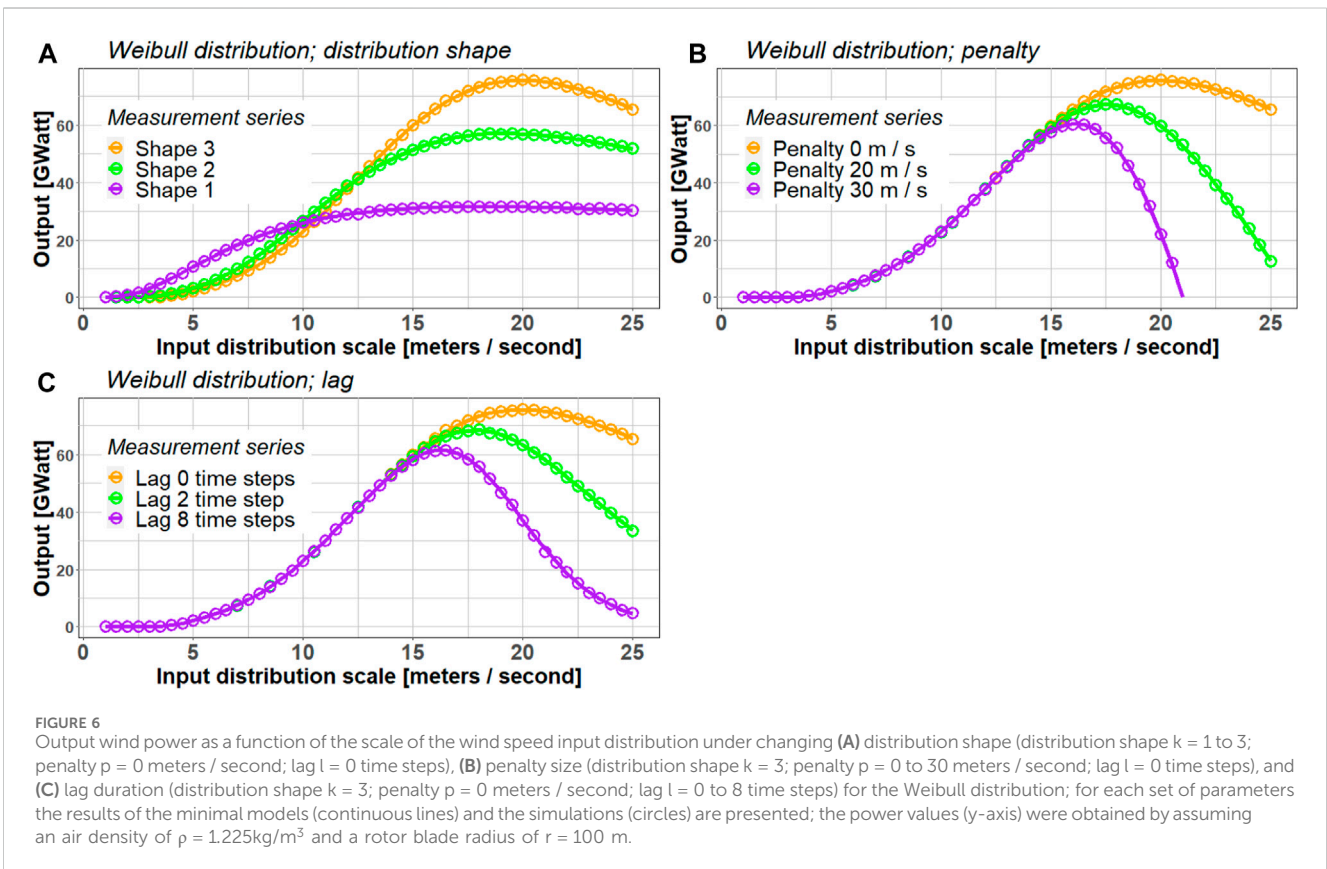 A Weibull distribution; distribution shape
Output [GWatt]
60
40
20
0
Measurement series
Shape 3
Shape 2
Shape 1
0 5 10 15 20 25
Input distribution scale [meters / second]
B Weibull distribution; penalty
Ouput [GWatt]
60
40
20
0
Measurement series
Penalty 0 m / s
Penalty 20 m / s
Penalty 30 m / s
0 5 10 15 20 25
Input distribution scale [meters / second]
C Weibull distribution; lag
Output [GWatt]
60
40
20
0
Measurement series
Lag 0 time steps
Lag 2 time step
Lag 8 time steps
0 5 10 15 20 25
Input distribution scale [meters / second]
FIGURE 6
Output wind power as a function of the scale of the wind speed input distribution under changing (A) distribution shape (distribution shape k = 1 to 3;
penalty p = 0 meters / second; lag l = 0 time steps), (B) penalty size (distribution shape k = 3; penalty p = 0 to 30 meters / second; lag l = 0 time steps), and
(C) lag duration (distribution shape k = 3; penalty p = 0 meters / second; lag l = 0 to 8 time steps) for the Weibull distribution; for each set of parameters
the results of the minimal models (continuous lines) and the simulations (circles) are presented; the power values (y-axis) were obtained by assuming
an air density of ρ = 1.225kg/m³ and a rotor blade radius of r = 100 m.